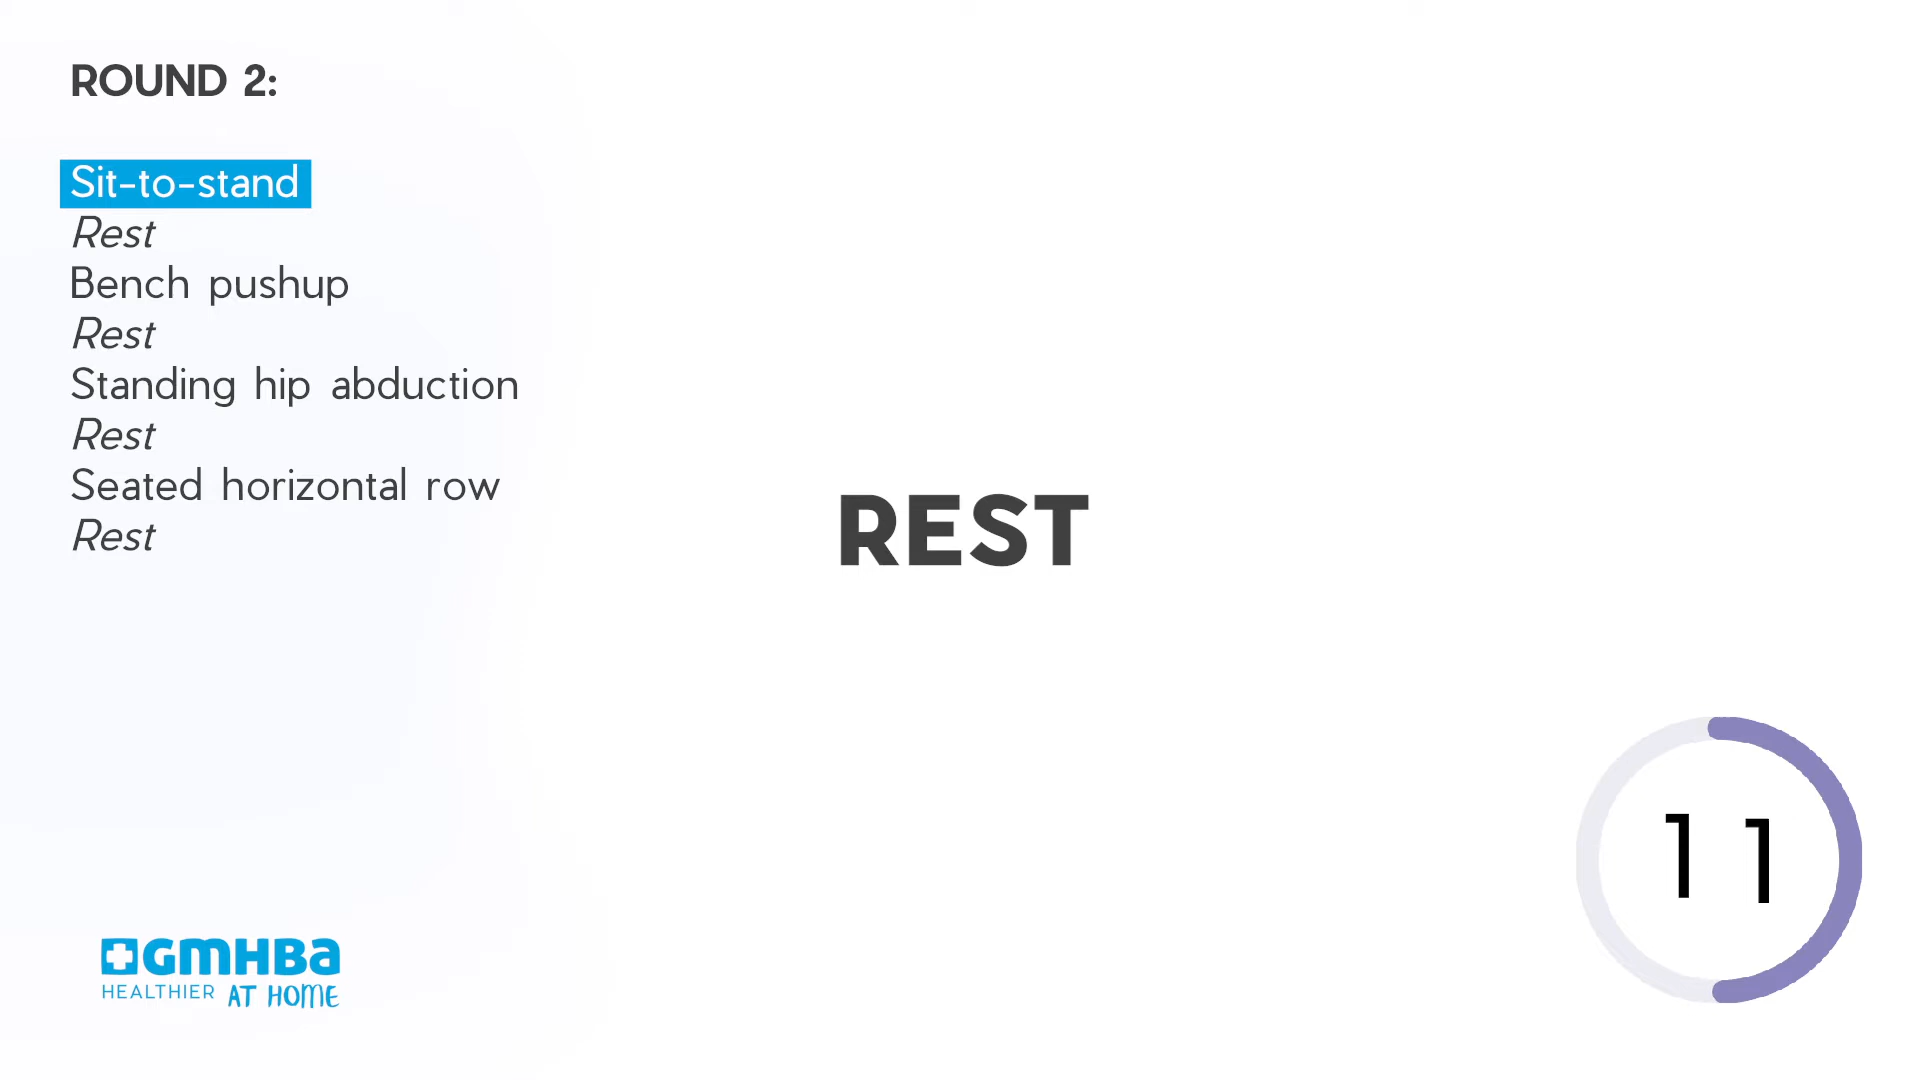 ROUND 2:
Sit-to-stand
Rest
Bench pushup
Rest
Standing hip abduction
Rest
Seated horizontal row
Rest
REST
11
GMHBa
HEALTHIER AT HOME